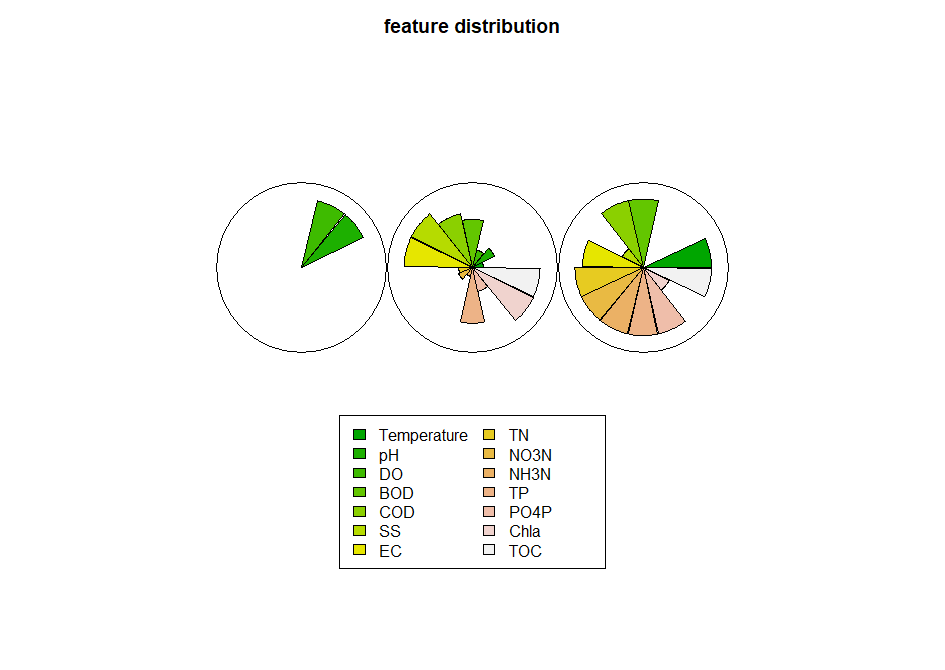 feature distribution
Temperature TN
pH NO3N
DO NH3N
BOD TP
COD PO4P
SS Chla
EC TOC